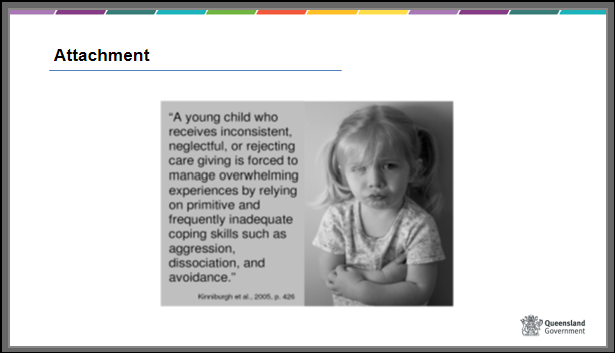 Attachment
“A young child who
receives inconsistent,
neglectful, or rejecting
care giving is forced to
manage overwhelming
experiences by relying
on primitive and
frequently inadequate
coping skills such as
aggression,
dissociation, and
avoidance.”
Kinniburgh et al., 2005, p. 426
Queensland
Government